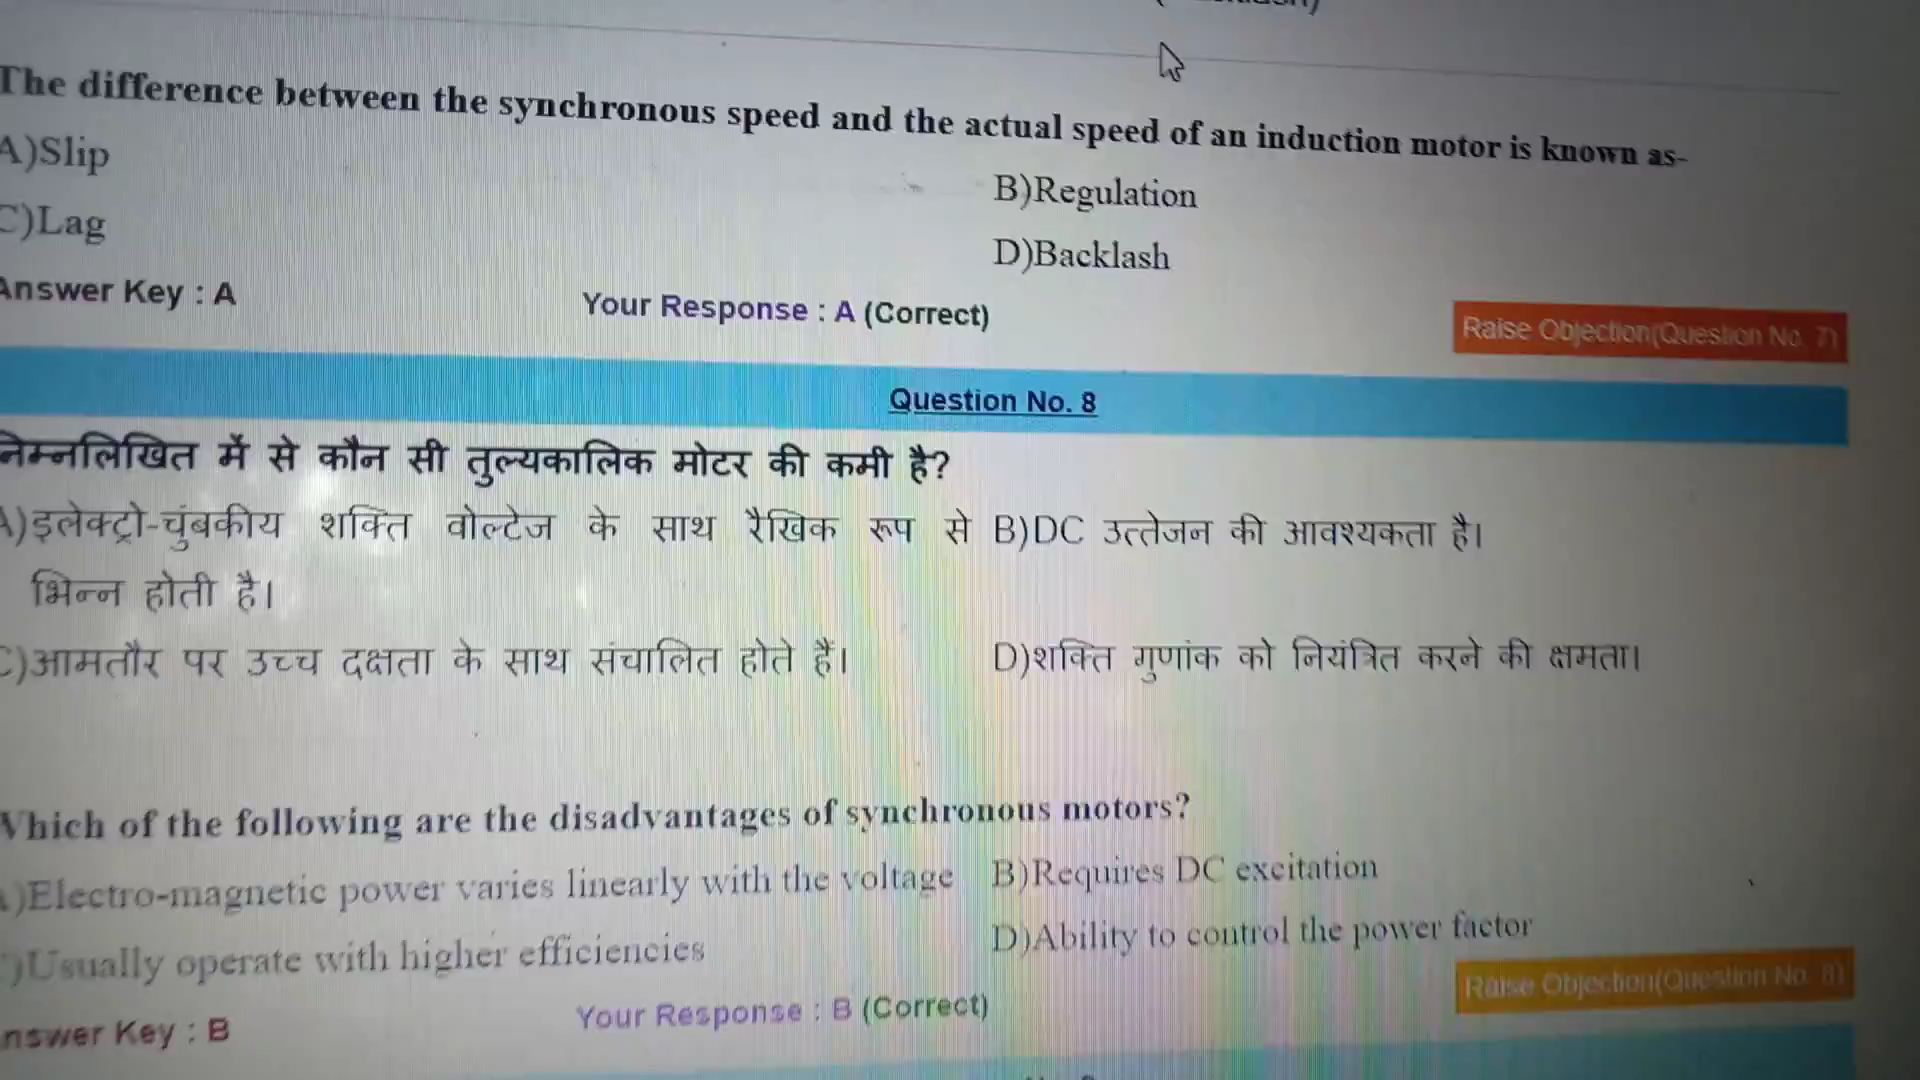 The difference between the synchronous speed and the actual speed of an induction motor is known as-
A)Slip
B)Regulation
C)Lag
D)Backlash
Answer Key : A
Your Response : A (Correct)
Raise Objection(Question No. 7)
Question No. 8
निम्नलिखित में से कौन सी तुल्यकालिक मोटर की कमी है?
A)इलेक्ट्रो-चुंबकीय शक्ति वोल्टेज के साथ रैखिक रूप से
भिन्न होती है।
B)DC उत्तेजन की आवश्यकता है।
C)आमतौर पर उच्च दक्षता के साथ संचालित होते हैं।
D)शक्ति गुणांक को नियंत्रित करने की क्षमता।
Which of the following are the disadvantages of synchronous motors?
A)Electro-magnetic power varies linearly with the voltage
B)Requires DC excitation
)Usually operate with higher efficiencies
D)Ability to control the power factor
Answer Key : B
Your Response : B (Correct)
Raise Objection(Question No. 8)